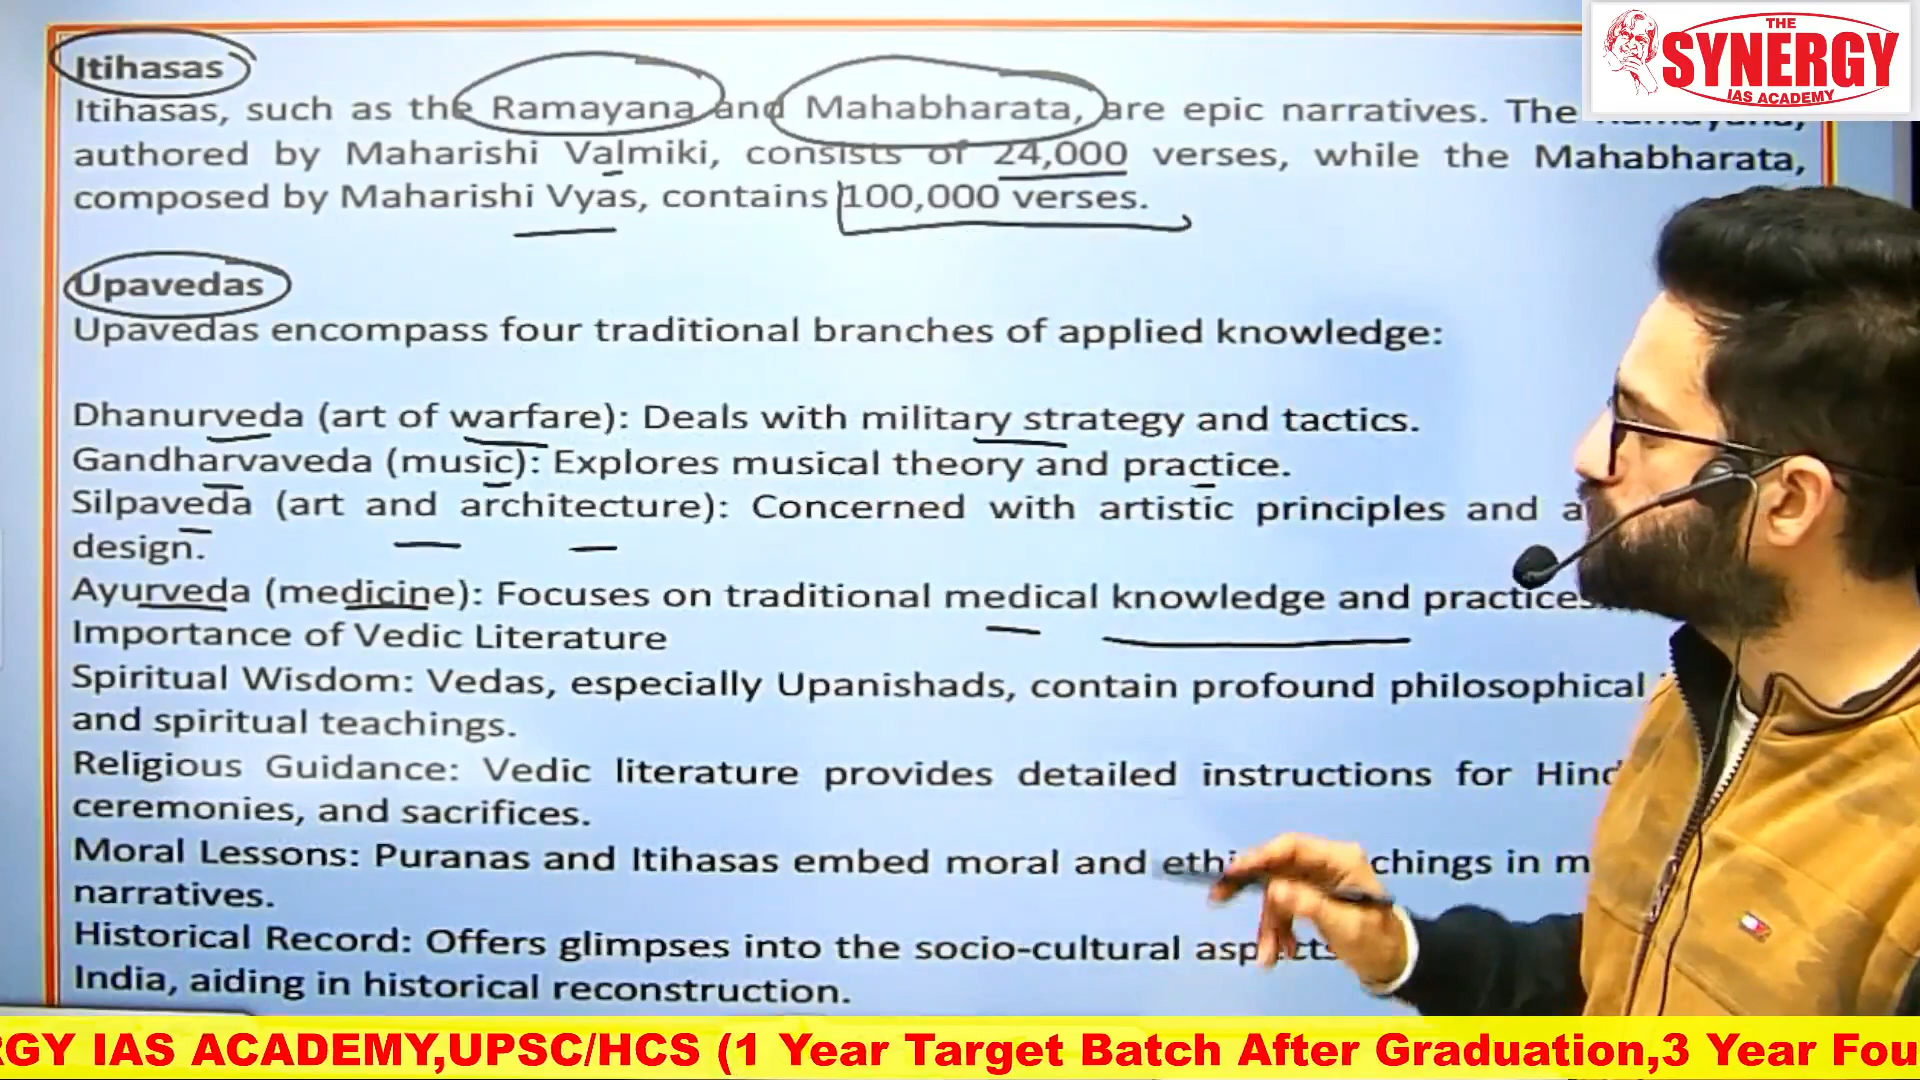 THE
SYNERGY
IAS ACADEMY
Itihasas
Itihasas, such as the Ramayana and Mahabharata, are epic narratives. The Ramayana,
authored by Maharishi Valmiki, consists of 24,000 verses, while the Mahabharata,
composed by Maharishi Vyas, contains 100,000 verses.
Upavedas
Upavedas encompass four traditional branches of applied knowledge:
Dhanurveda (art of warfare): Deals with military strategy and tactics.
Gandharvaveda (music): Explores musical theory and practice.
Silpaveda (art and architecture): Concerned with artistic principles and
design.
Ayurveda (medicine): Focuses on traditional medical knowledge and practices
Importance of Vedic Literature
Spiritual Wisdom: Vedas, especially Upanishads, contain profound philosophical
and spiritual teachings.
Religious Guidance: Vedic literature provides detailed instructions for
ceremonies, and sacrifices.
Moral Lessons: Puranas and Itihasas embed moral and
narratives.
Historical Record: Offers glimpses into the socio-cultural aspects
India, aiding in historical reconstruction.
RGY IAS ACADEMY,UPSC/HCS (1 Year Target Batch After Graduation,3 Year Fou